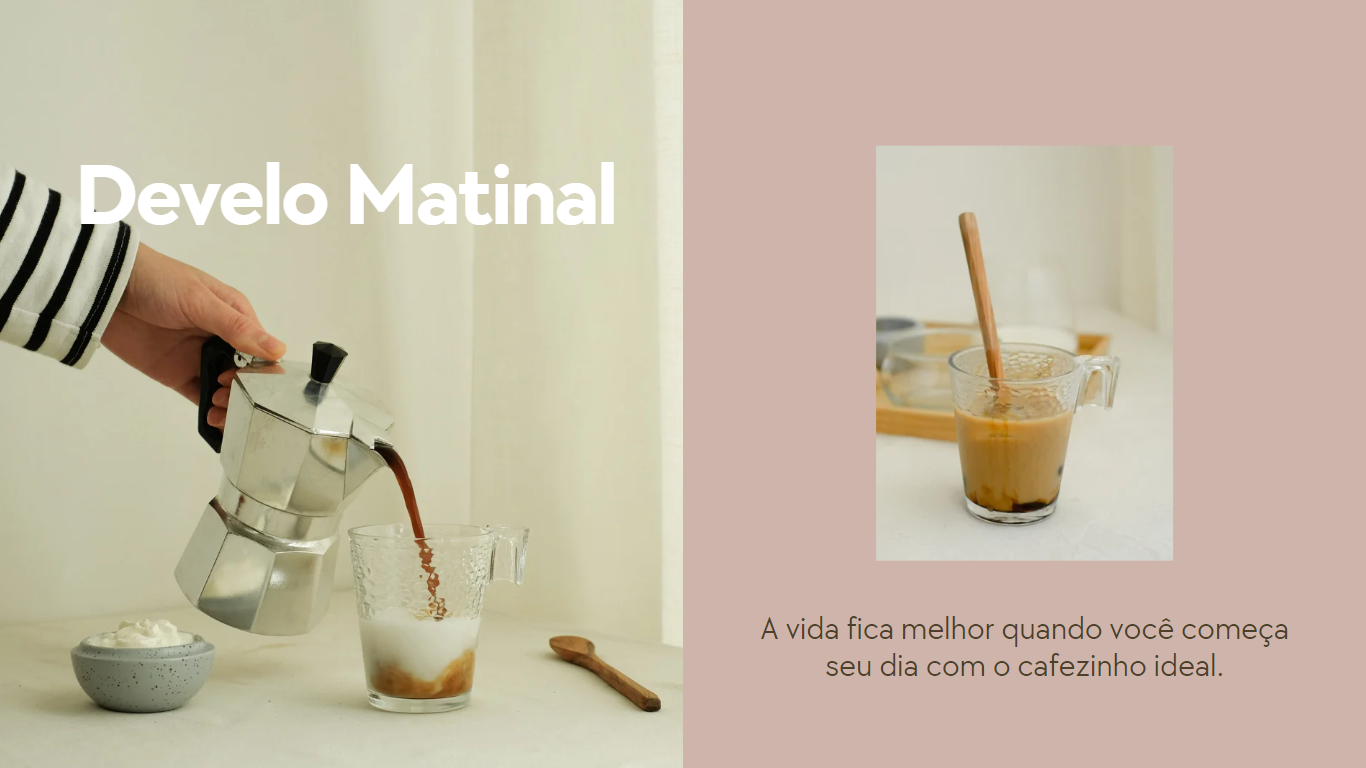 Develo Matinal
A vida fica melhor quando você começa
seu dia com o cafezinho ideal.